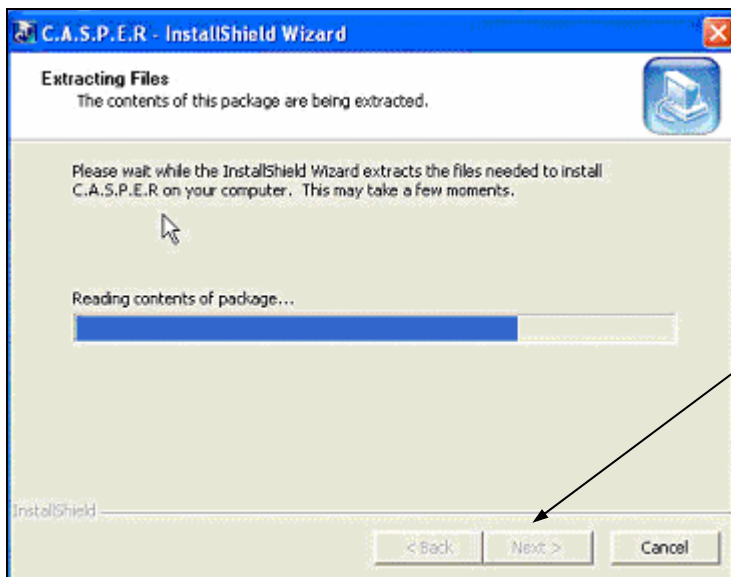 C.A.S.P.E.R - InstallShield Wizard
Extracting Files
The contents of this package are being extracted.
Please wait while the InstallShield Wizard extracts the files needed to install
C.A.S.P.E.R on your computer. This may take a few moments.
Reading contents of package...
InstallShield
< Back Next > Cancel